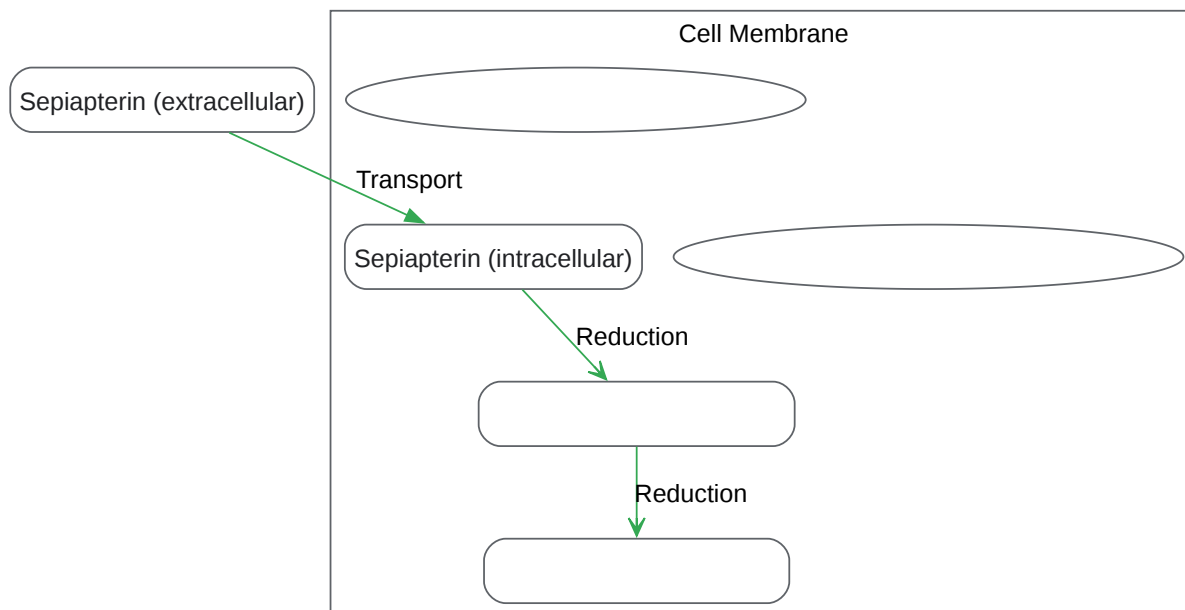 Cell Membrane
Sepiapterin (extracellular)
Transport
Sepiapterin (intracellular)
Reduction
Reduction